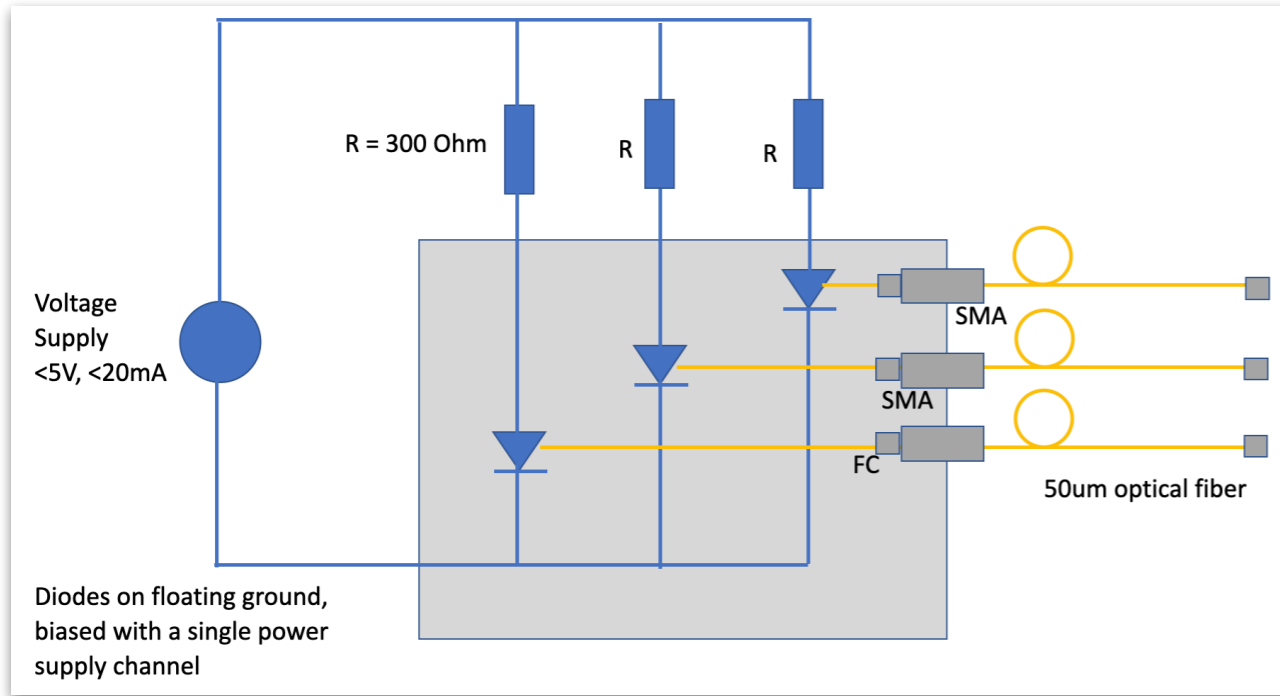 R = 300 Ohm
R
R
Voltage
Supply
<5V, <20mA
SMA
SMA
FC
50um optical fiber
Diodes on floating ground,
biased with a single power
supply channel